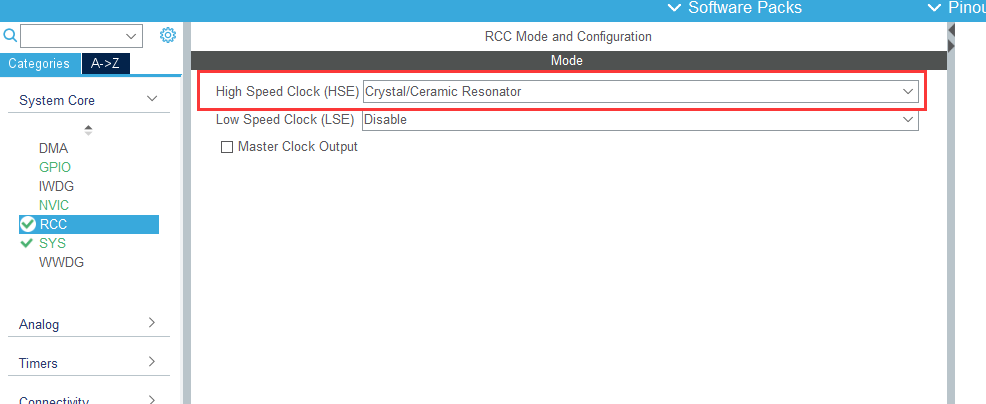 Software Packs
Pinou
RCC Mode and Configuration
Categories
A->Z
Mode
System Core
High Speed Clock (HSE) Crystal/Ceramic Resonator
Low Speed Clock (LSE) Disable
Master Clock Output
DMA
GPIO
IWDG
NVIC
RCC
SYS
WWDG
Analog
Timers
Connectivity